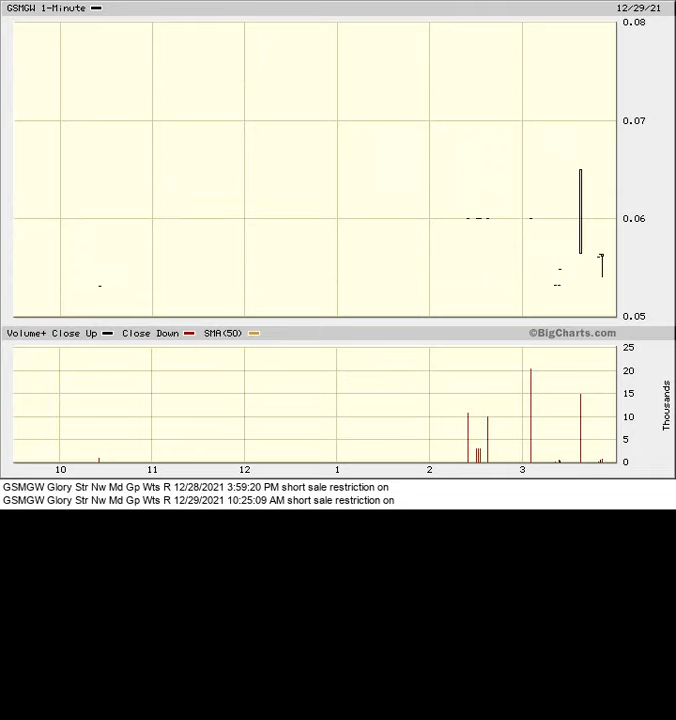 GSMGW 1-Minute 12/29/21
0.08
0.07
0.06
0.05
Volume+ Close Up Close Down SMA(50) ©BigCharts.com
25
20
15
10
5
0
Thousands
10 11 12 1 2 3
GSMGW Glory Str Nw Md Gp Wts R 12/28/2021 3:59:20 PM short sale restriction on
GSMGW Glory Str Nw Md Gp Wts R 12/29/2021 10:25:09 AM short sale restriction on